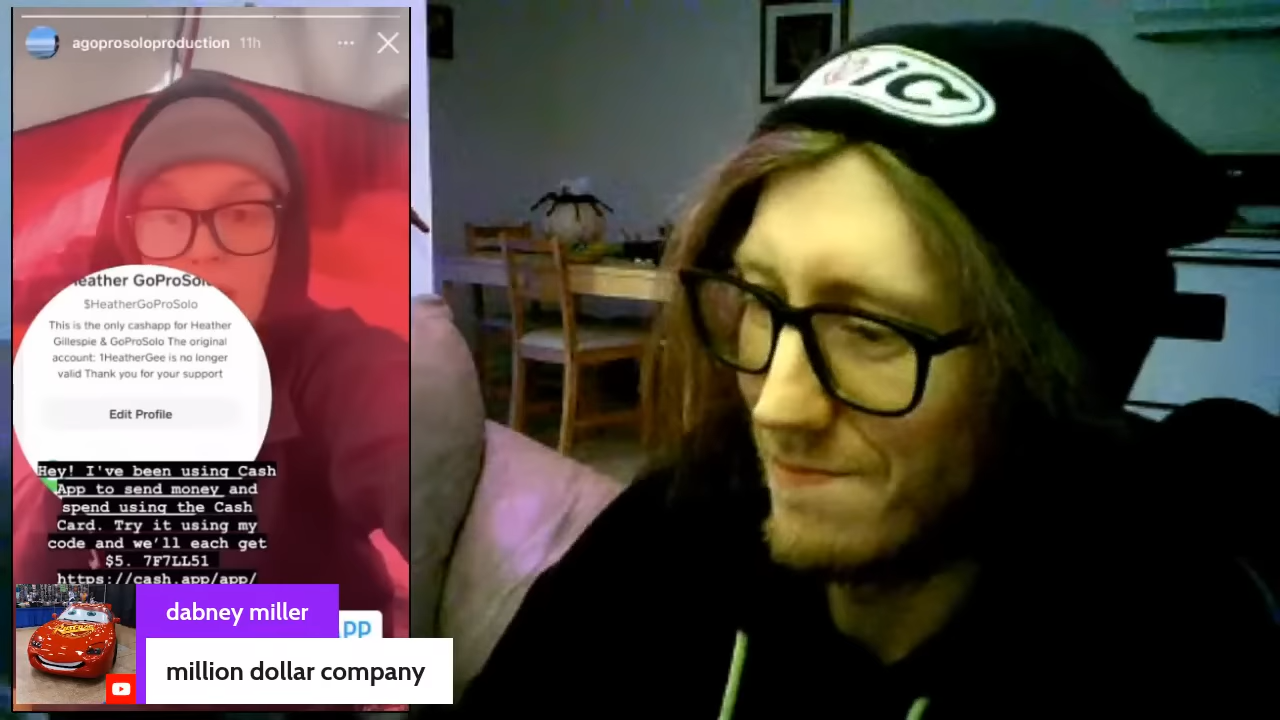 agoprosoloproduction 11h
Heather GoProSolo
$HeatherGoProSolo
This is the only cashapp for Heather
Gillespie & GoProSolo The original
account: 1HeatherGee is no longer
valid Thank you for your support
Edit Profile
Hey! I've been using Cash
App to send money and
spend using the Cash
Card. Try it using my
code and we'll each get
$5. 7F7LL51
https://cash.app/app/
pp
dabney miller
million dollar company
iC